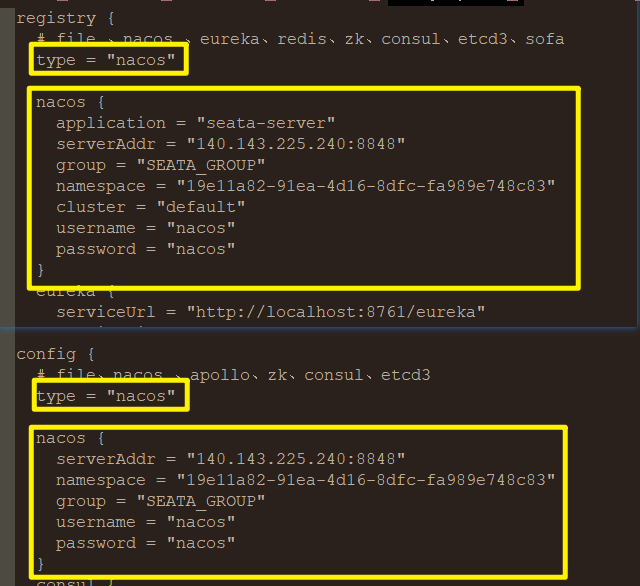 registry {
# file 、nacos 、eureka、redis、zk、consul、etcd3、sofa
type = "nacos"
nacos {
application = "seata-server"
serverAddr = "140.143.225.240:8848"
group = "SEATA_GROUP"
namespace = "19e11a82-91ea-4d16-8dfc-fa989e748c83"
cluster = "default"
username = "nacos"
password = "nacos"
}
eureka {
serviceUrl = "http://localhost:8761/eureka"
config {
# file、nacos 、apollo、zk、consul、etcd3
type = "nacos"
nacos {
serverAddr = "140.143.225.240:8848"
namespace = "19e11a82-91ea-4d16-8dfc-fa989e748c83"
group = "SEATA_GROUP"
username = "nacos"
password = "nacos"
}
consul {